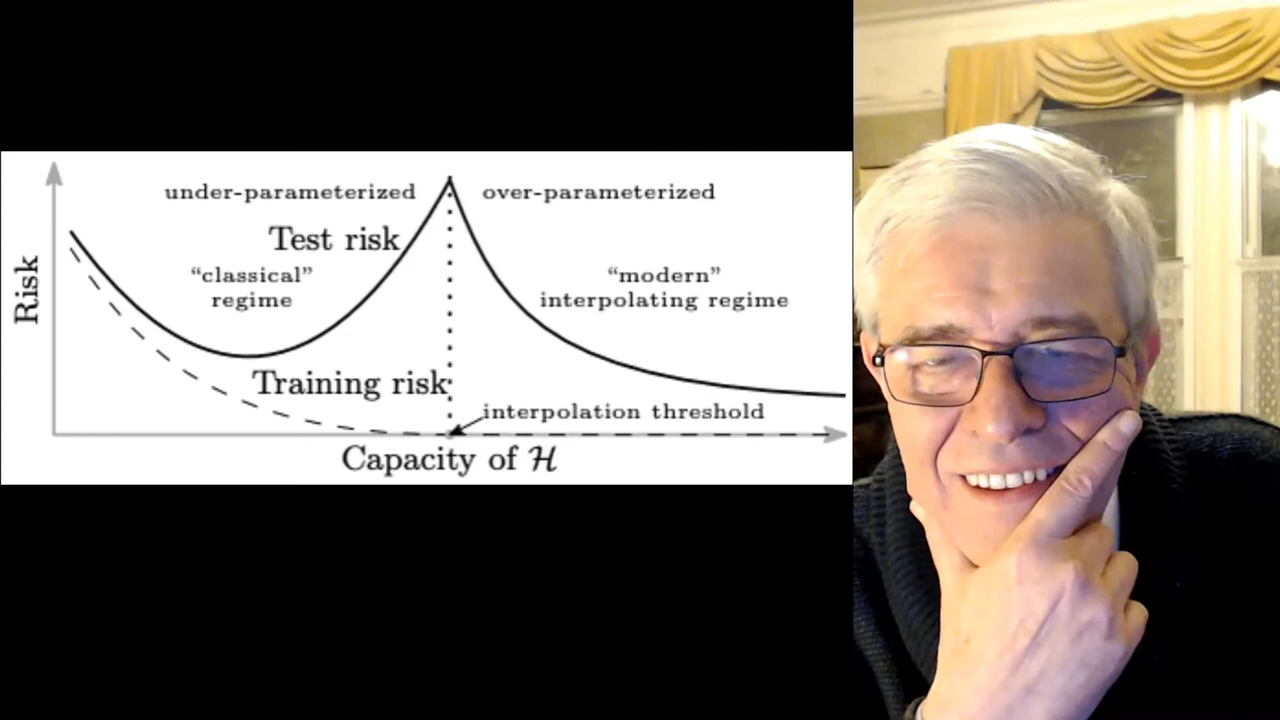 under-parameterized
over-parameterized
Test risk
“classical”
regime
“modern”
interpolating regime
Risk
Training risk
interpolation threshold
Capacity of ℋ